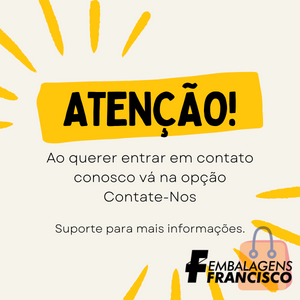 ATENÇÃO!
Ao querer entrar em contato
conosco vá na opção
Contate-Nos
Suporte para mais informações.
EMBALAGENS
FRANCISCO